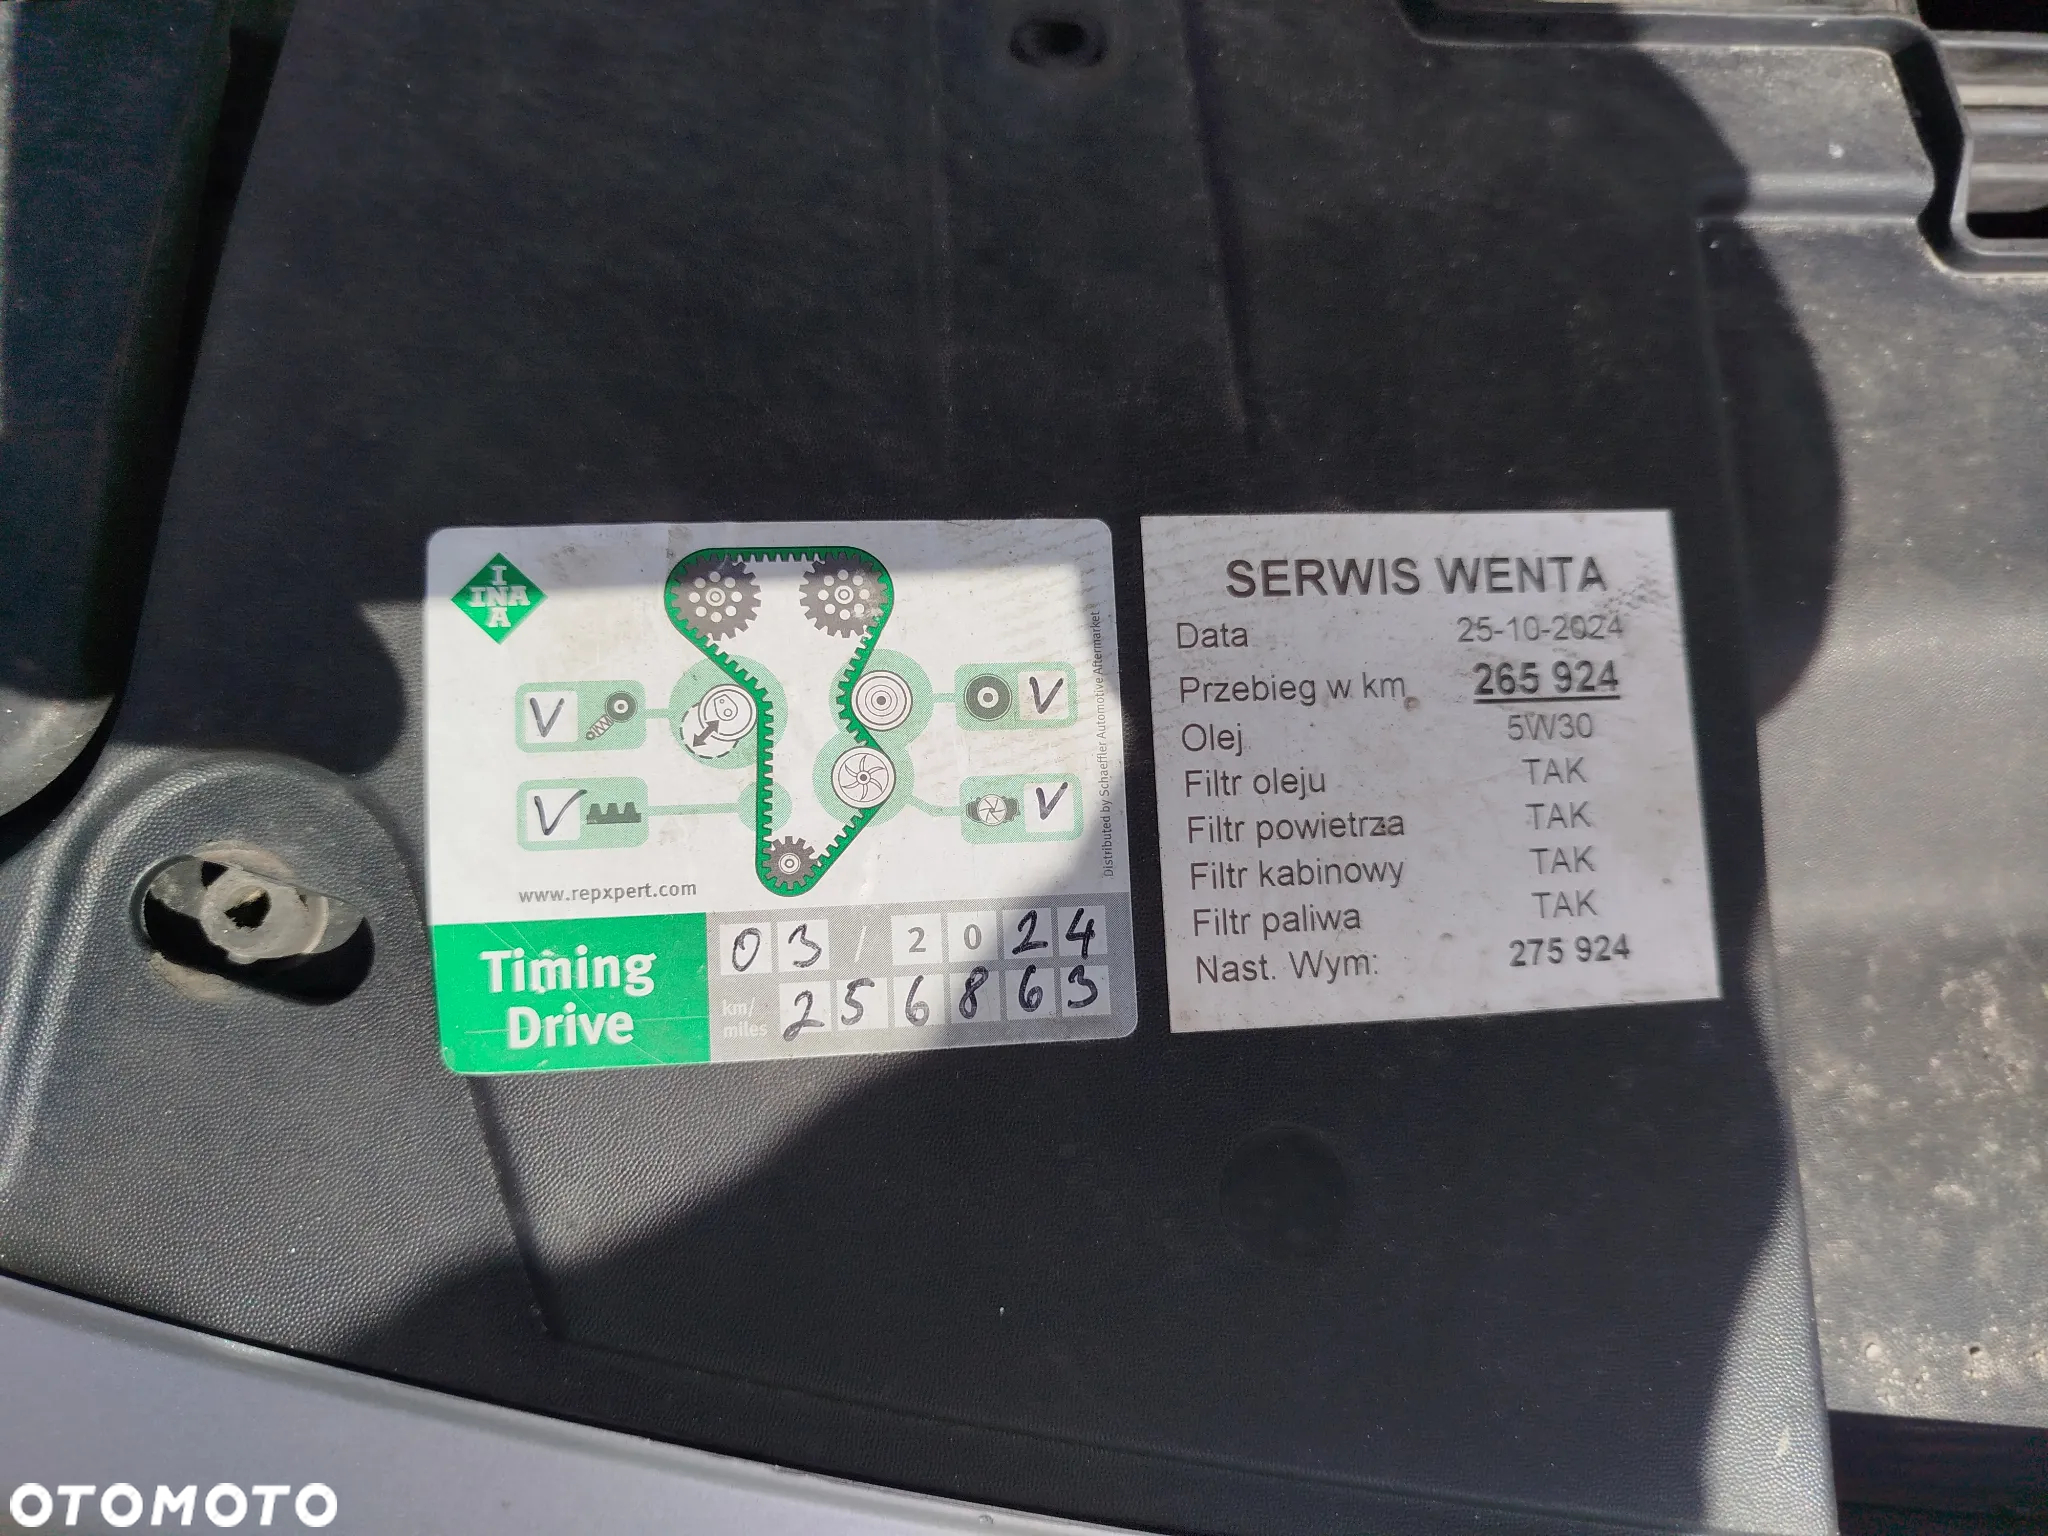 INA
INA
V
V
V
V
www.repxpert.com
Distributed by Schaeffler Automotive Aftermarket
Timing
Drive
03 / 2024
km/
miles
256863
SERWIS WENTA
Data 25-10-2024
Przebieg w km 265 924
Olej 5W30
Filtr oleju TAK
Filtr powietrza TAK
Filtr kabinowy TAK
Filtr paliwa TAK
Nast. Wym: 275 924
OTOMOTO